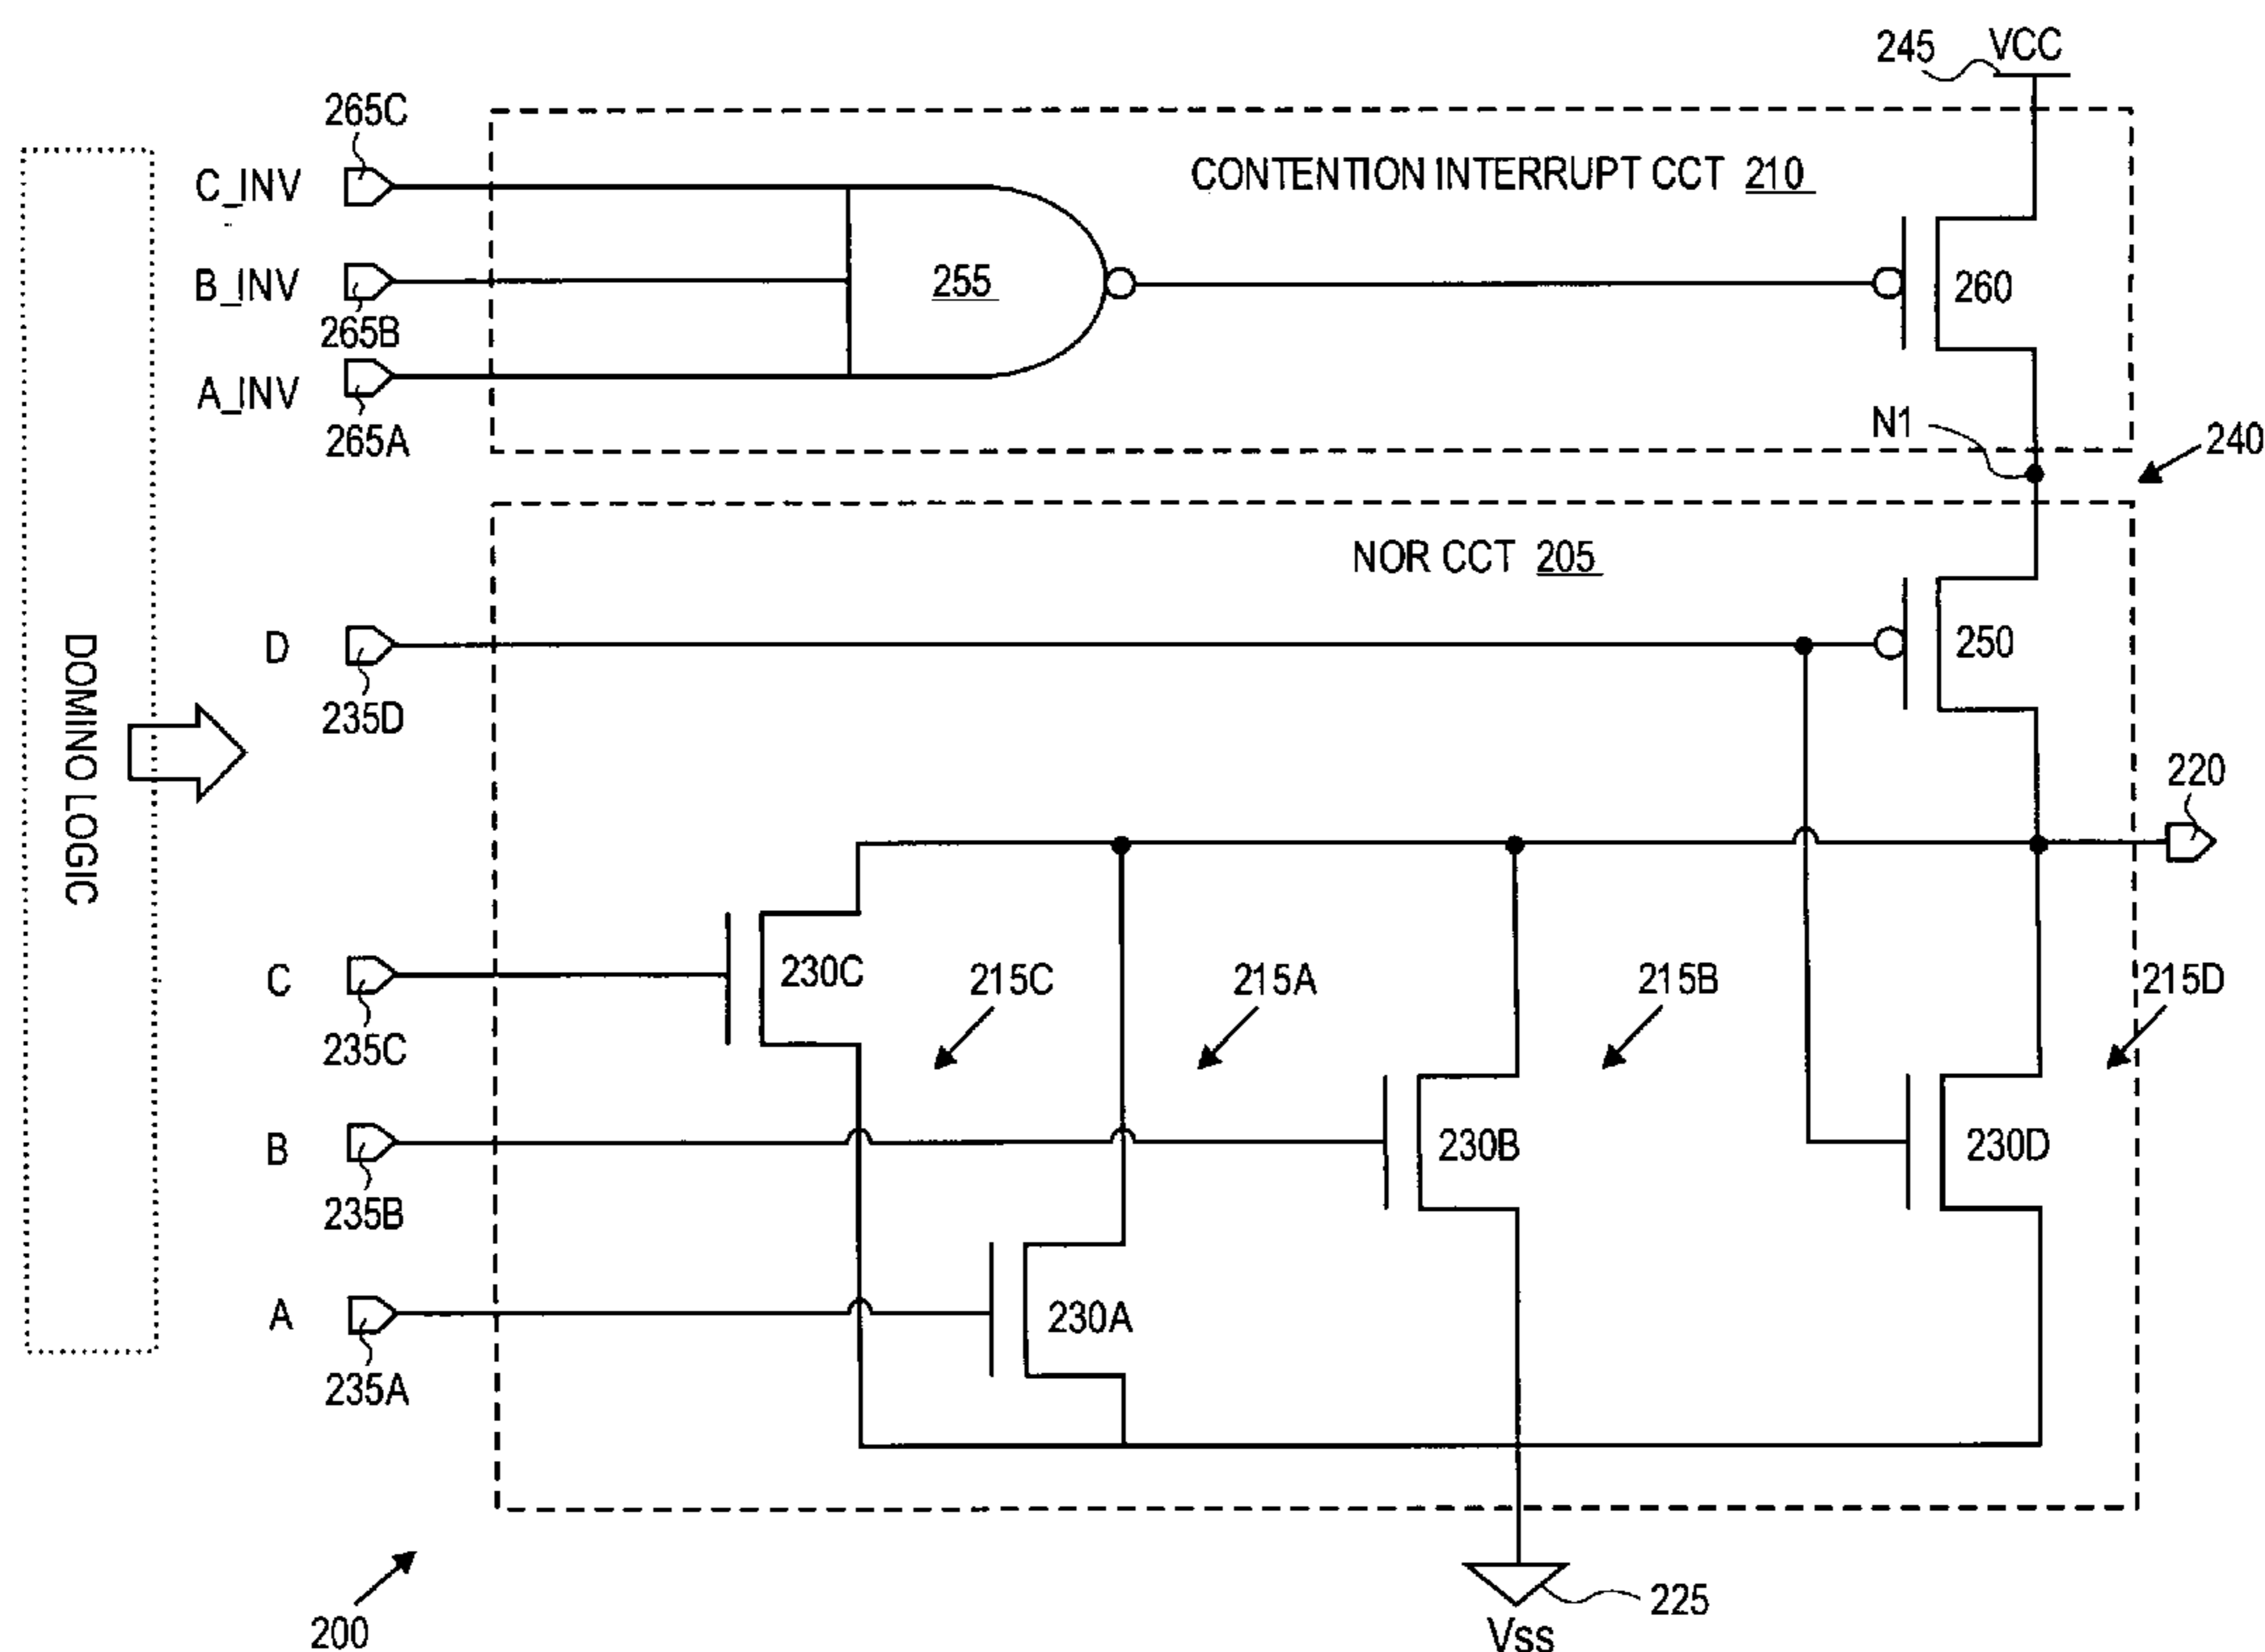 245 VCC
265C
C_INV
CONTENTION INTERRUPT CCT 210
B_INV
255
260
265B
A_INV
N1
265A
240
NOR CCT 205
D
250
235D
DOMINO LOGIC
220
C
230C
215C
215A
215B
215D
235C
B
230B
230D
235B
A
230A
235A
225
200
Vss